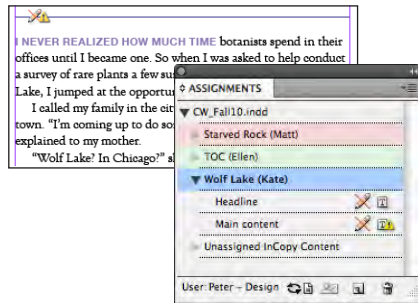 I NEVER REALIZED HOW MUCH TIME botanists spend in their
offices until I became one. So when I was asked to help conduct
a survey of rare plants a few su
Lake, I jumped at the opportu
I called my family in the cit
town. “I’m coming up to do so
explained to my mother.
“Wolf Lake? In Chicago?” s
ASSIGNMENTS
CW_Fall10.indd
Starved Rock (Matt)
TOC (Ellen)
Wolf Lake (Kate)
Headline
Main content
Unassigned InCopy Content
User: Peter – Design